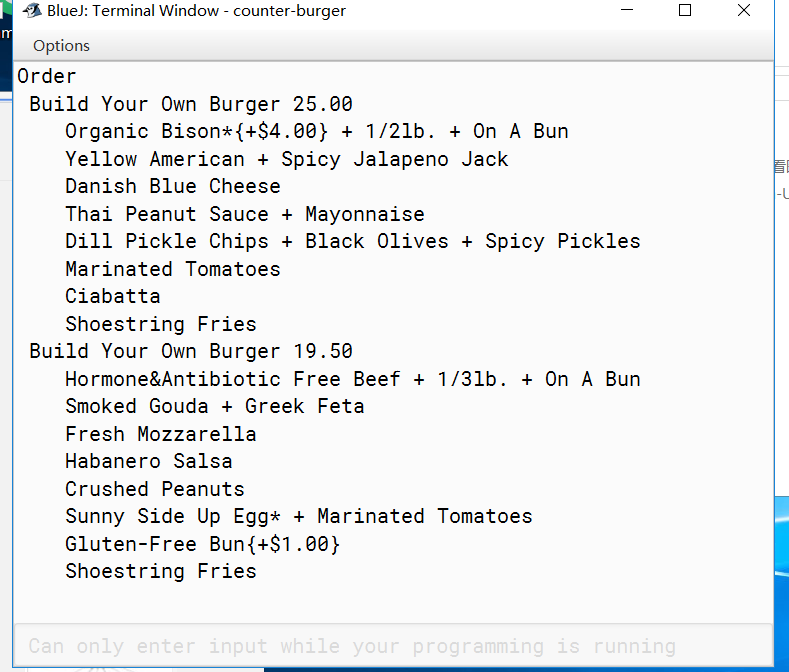 BlueJ: Terminal Window - counter-burger
Options
Order
Build Your Own Burger 25.00
Organic Bison*{+$4.00} + 1/2lb. + On A Bun
Yellow American + Spicy Jalapeno Jack
Danish Blue Cheese
Thai Peanut Sauce + Mayonnaise
Dill Pickle Chips + Black Olives + Spicy Pickles
Marinated Tomatoes
Ciabatta
Shoestring Fries
Build Your Own Burger 19.50
Hormone&Antibiotic Free Beef + 1/3lb. + On A Bun
Smoked Gouda + Greek Feta
Fresh Mozzarella
Habanero Salsa
Crushed Peanuts
Sunny Side Up Egg* + Marinated Tomatoes
Gluten-Free Bun{+$1.00}
Shoestring Fries
Can only enter input while your programming is running